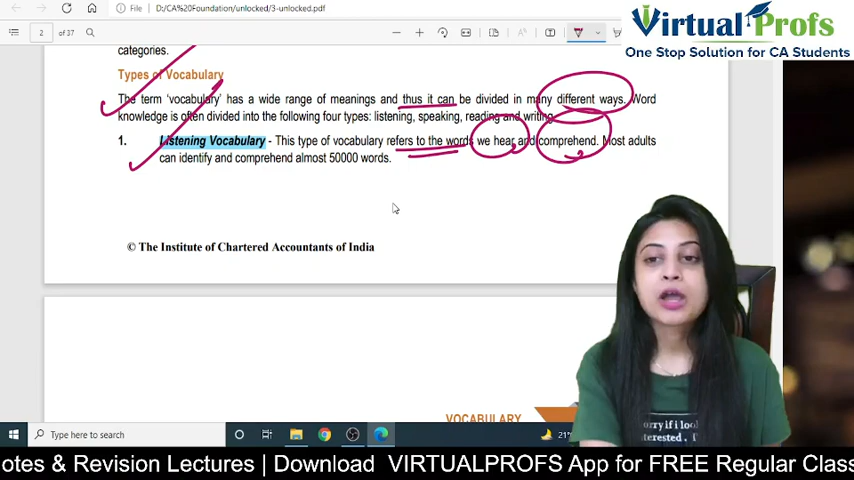 2 of 37
File
D:/CA%20Foundation/unlocked/3-unlocked.pdf
Virtual Profs
One Stop Solution for CA Students
categories.
Types of Vocabulary
The term 'vocabulary' has a wide range of meanings and thus it can be divided in many different ways. Word
knowledge is often divided into the following four types: listening, speaking, reading and writing.
1. Listening Vocabulary - This type of vocabulary refers to the words we hear and comprehend. Most adults
can identify and comprehend almost 50000 words.
© The Institute of Chartered Accountants of India
VOCABULARY
Type here to search
21°
otes & Revision Lectures | Download VIRTUALPROFS App for FREE Regular Class